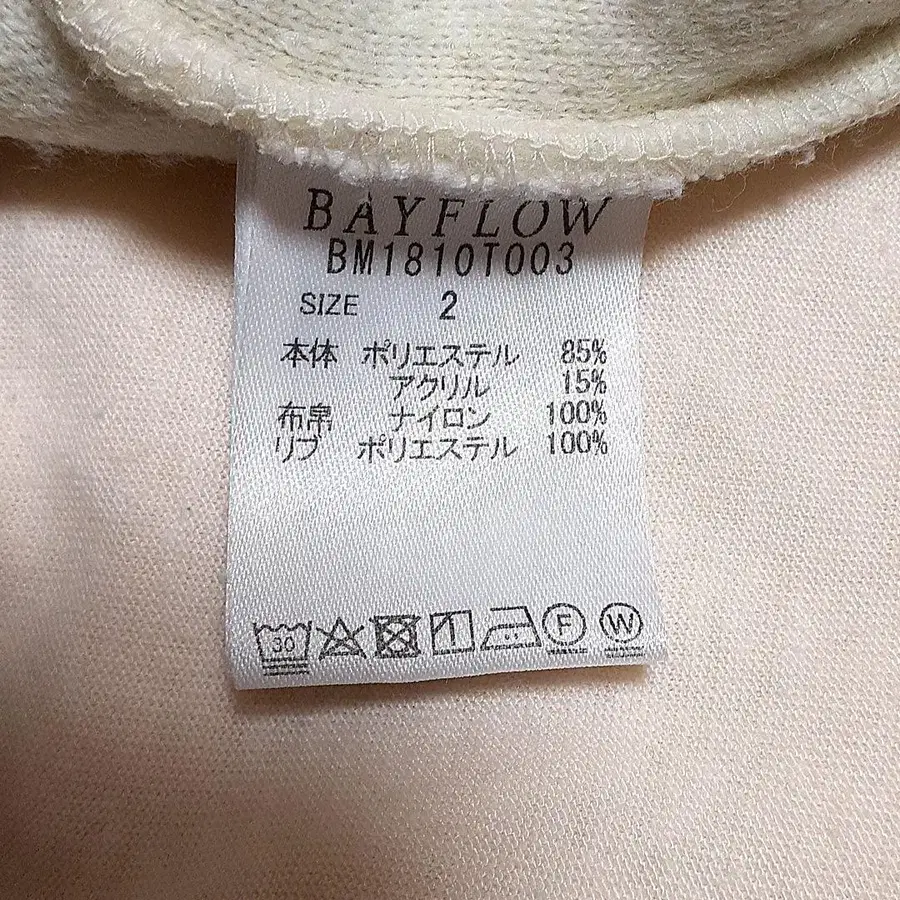 BAYFLOW
BM1810T003
SIZE 2
本体 ポリエステル 85%
アクリル 15%
布帛 ナイロン 100%
リブ ポリエステル 100%
30 1 F W